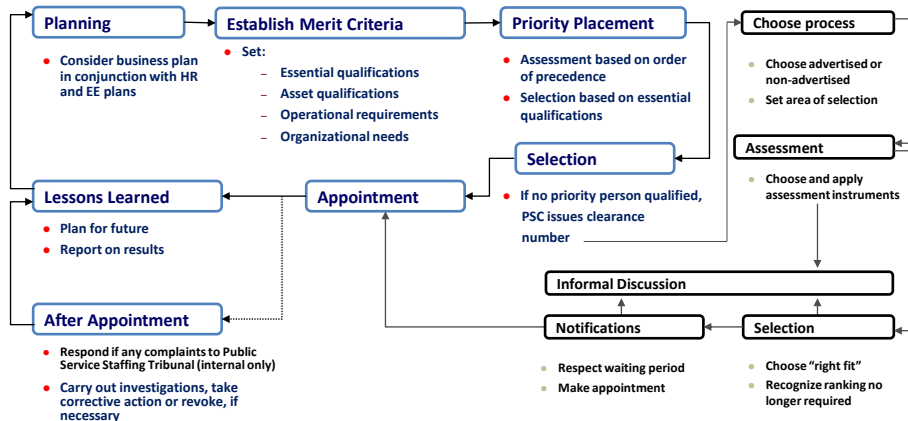 Planning
Consider business plan
in conjunction with HR
and EE plans
Establish Merit Criteria
Set:
– Essential qualifications
– Asset qualifications
– Operational requirements
– Organizational needs
Priority Placement
Assessment based on order
of precedence
Selection based on essential
qualifications
Choose process
Choose advertised or
non-advertised
Set area of selection
Assessment
Choose and apply
assessment instruments
Selection
If no priority person qualified,
PSC issues clearance
number
Appointment
Lessons Learned
Plan for future
Report on results
After Appointment
Respond if any complaints to Public
Service Staffing Tribunal (internal only)
Carry out investigations, take
corrective action or revoke, if
necessary
Informal Discussion
Notifications
Respect waiting period
Make appointment
Selection
Choose “right fit”
Recognize ranking no
longer required